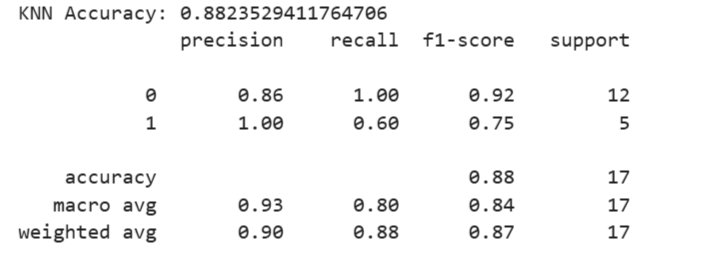 KNN Accuracy: 0.8823529411764706
precision recall f1-score support
0 0.86 1.00 0.92 12
1 1.00 0.60 0.75 5
accuracy 0.88 17
macro avg 0.93 0.80 0.84 17
weighted avg 0.90 0.88 0.87 17